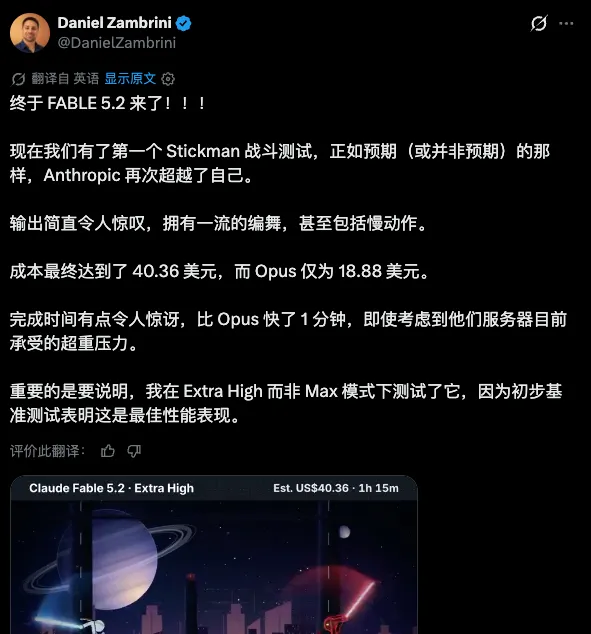 Daniel Zambrini
@DanielZambrini
翻译自 英语 显示原文
终于 FABLE 5.2 来了！！！
现在我们有了第一个 Stickman 战斗测试，正如预期（或并非预期）的那
样，Anthropic 再次超越了自己。
输出简直令人惊叹，拥有一流的编舞，甚至包括慢动作。
成本最终达到了 40.36 美元，而 Opus 仅为 18.88 美元。
完成时间有点令人惊讶，比 Opus 快了 1 分钟，即使考虑到他们服务器目前
承受的超重压力。
重要的是要说明，我在 Extra High 而非 Max 模式下测试了它，因为初步基
准测试表明这是最佳性能表现。
评价此翻译：
Claude Fable 5.2 · Extra High
Est. US$40.36 · 1h 15m